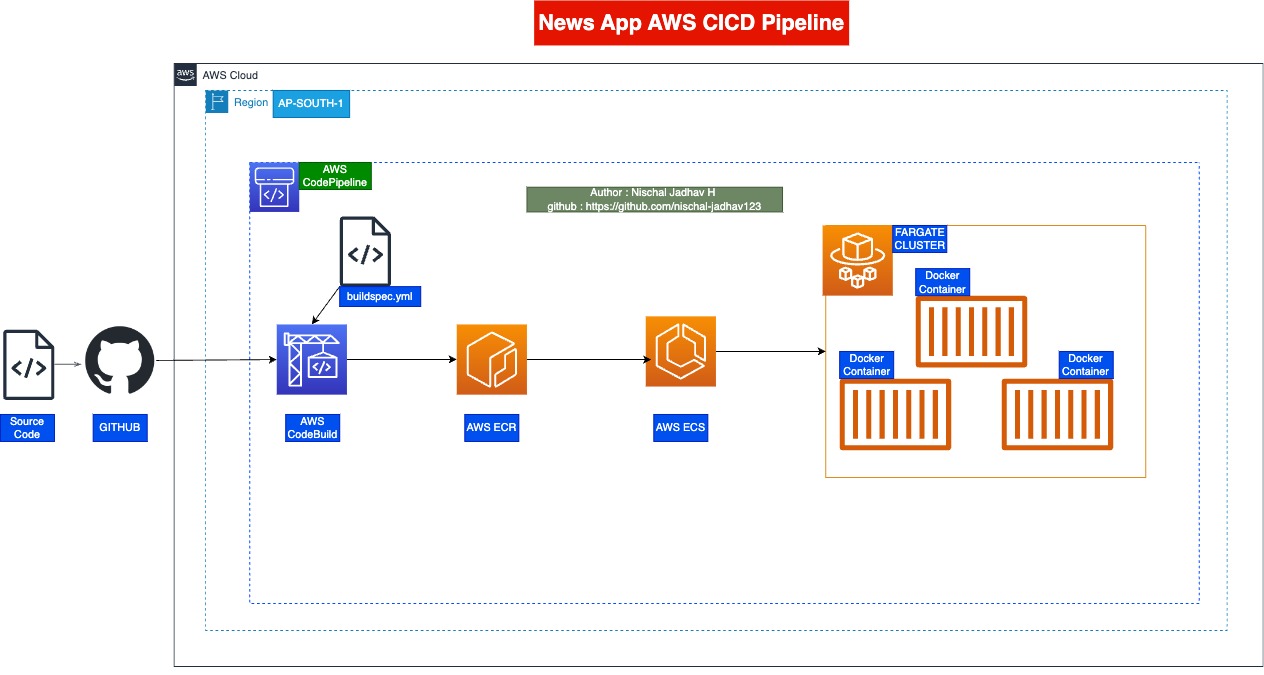 News App AWS CICD Pipeline
aws
AWS Cloud
Region
AP-SOUTH-1
AWS
CodePipeline
Author : Nischal Jadhav H
github : https://github.com/nischal-jadhav123
buildspec.yml
FARGATE
CLUSTER
Docker
Container
Docker
Container
Docker
Container
Source
Code
GITHUB
AWS
CodeBuild
AWS ECR
AWS ECS